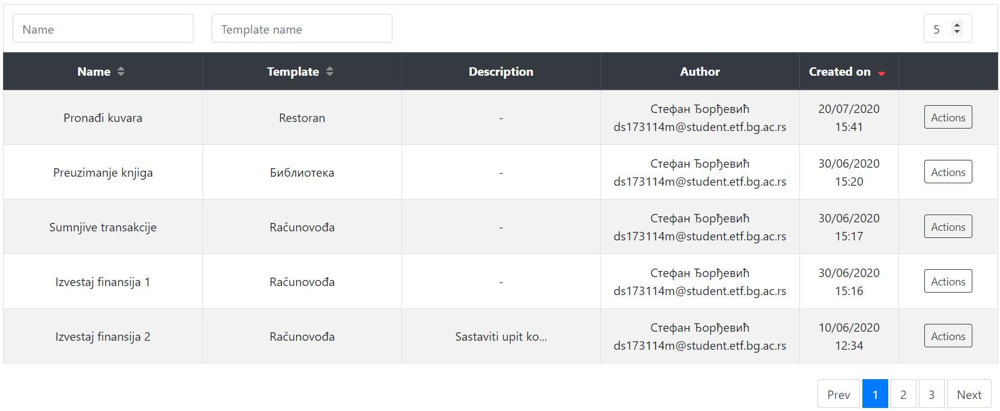 Name
Template name
5
Name
Template
Description
Author
Created on
Pronađi kuvara
Restoran
-
Стефан Ђорђевић
ds173114m@student.etf.bg.ac.rs
20/07/2020
15:41
Actions
Preuzimanje knjiga
Библиотека
-
Стефан Ђорђевић
ds173114m@student.etf.bg.ac.rs
30/06/2020
15:20
Actions
Sumnjive transakcije
Računovođa
-
Стефан Ђорђевић
ds173114m@student.etf.bg.ac.rs
30/06/2020
15:17
Actions
Izvestaj finansija 1
Računovođa
-
Стефан Ђорђевић
ds173114m@student.etf.bg.ac.rs
30/06/2020
15:16
Actions
Izvestaj finansija 2
Računovođa
Sastaviti upit ko...
Стефан Ђорђевић
ds173114m@student.etf.bg.ac.rs
10/06/2020
12:34
Actions
Prev
1
2
3
Next